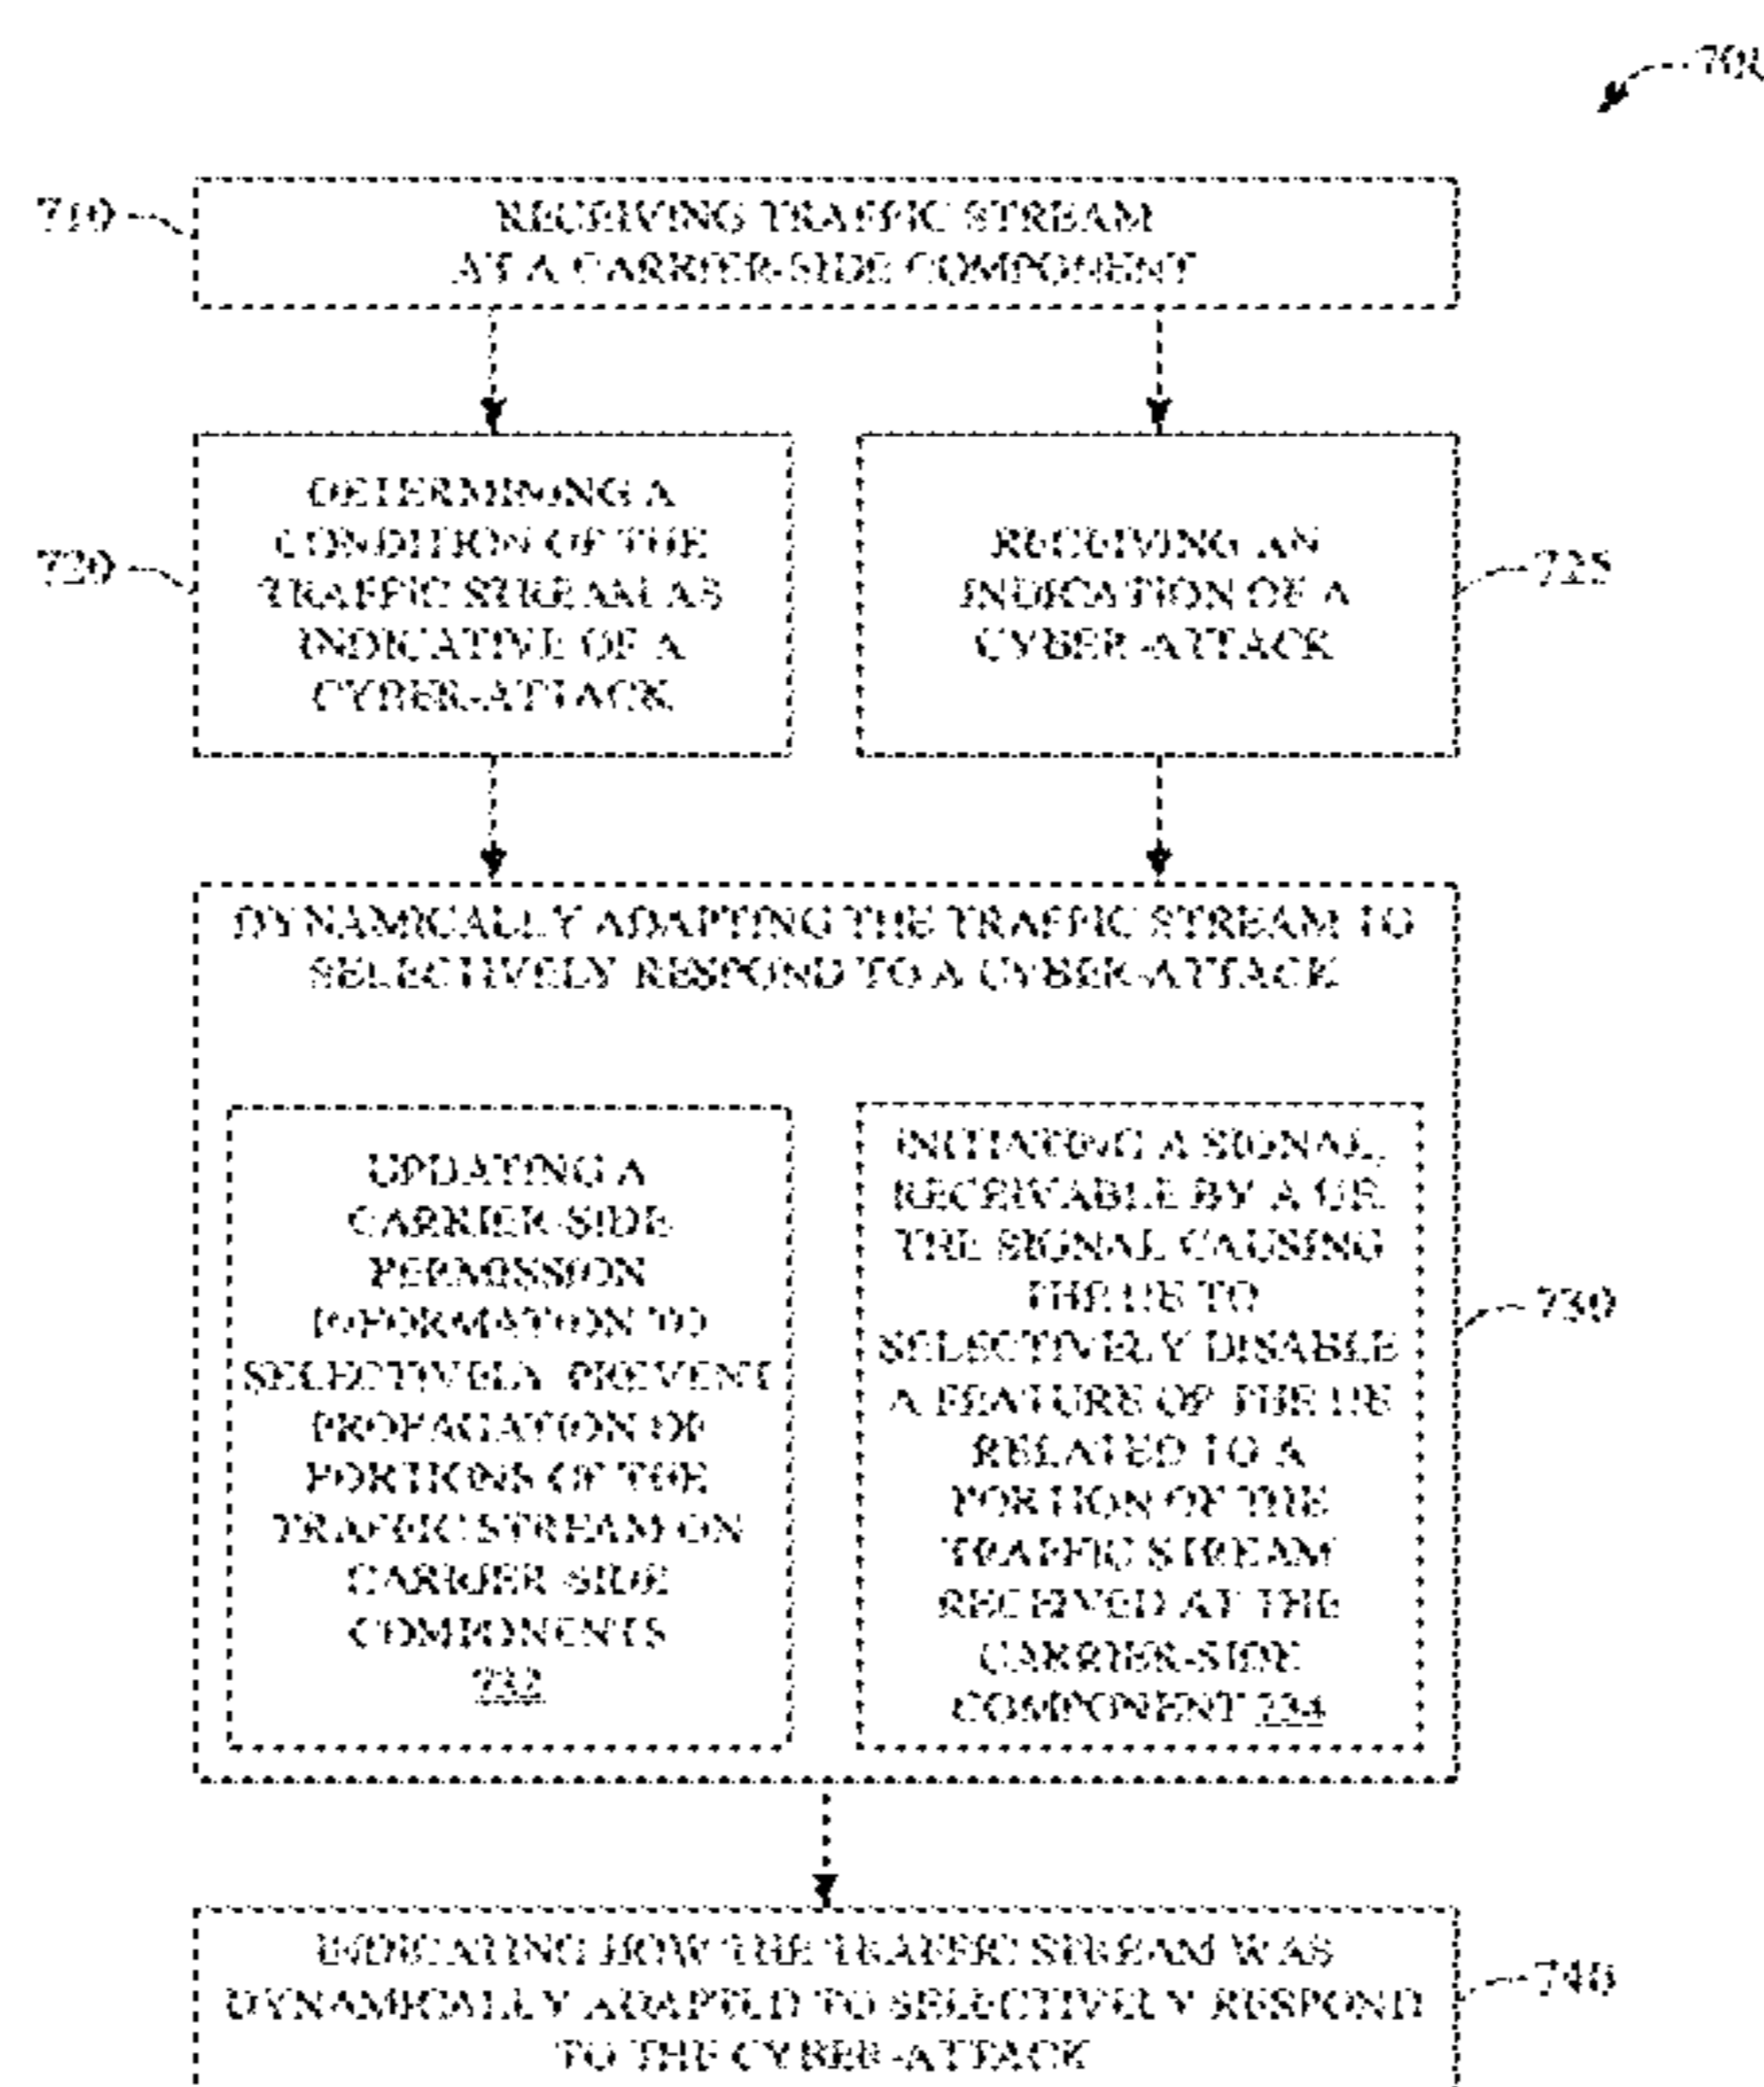 700
710
RECEIVING TRAFFIC STREAM
AT A CARRIER-SIDE COMPONENT
720
DETERMINING A
CONDITION OF THE
TRAFFIC STREAM AS
INDICATIVE OF A
CYBER-ATTACK
RECEIVING AN
INDICATION OF A
CYBER-ATTACK
725
DYNAMICALLY ADAPTING THE TRAFFIC STREAM TO
SELECTIVELY RESPOND TO A CYBER-ATTACK
UPDATING A
CARRIER-SIDE
PERMISSION
INFORMATION TO
SELECTIVELY PREVENT
PROPAGATION OF
PORTIONS OF THE
TRAFFIC STREAM ON
CARRIER-SIDE
COMPONENTS
732
INITIATING A SIGNAL,
RECEIVABLE BY A UE
THE SIGNAL CAUSING
THE UE TO
SELECTIVELY DISABLE
A FEATURE OF THE UE
RELATED TO A
PORTION OF THE
TRAFFIC STREAM
RECEIVED AT THE
CARRIER-SIDE
COMPONENT 734
730
INDICATING HOW THE TRAFFIC STREAM WAS
DYNAMICALLY ADAPTED TO SELECTIVELY RESPOND
TO THE CYBER-ATTACK
740